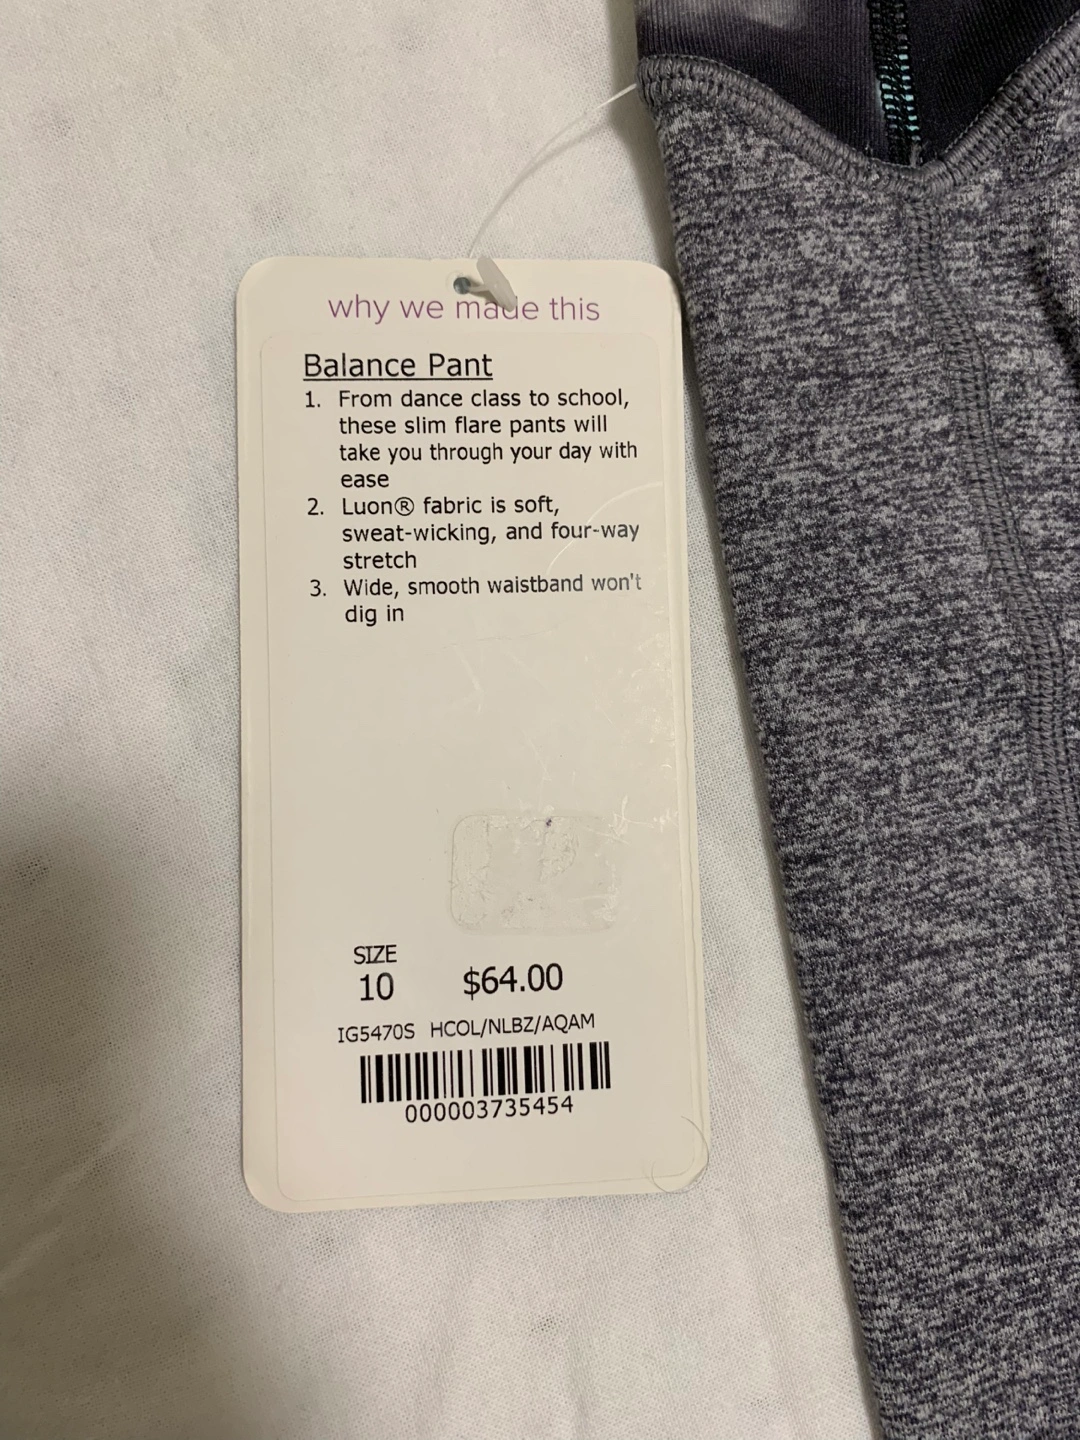 why we made this
Balance Pant
1. From dance class to school,
these slim flare pants will
take you through your day with
ease
2. Luon® fabric is soft,
sweat-wicking, and four-way
stretch
3. Wide, smooth waistband won't
dig in
SIZE
10 $64.00
IG5470S HCOL/NLBZ/AQAM
000003735454